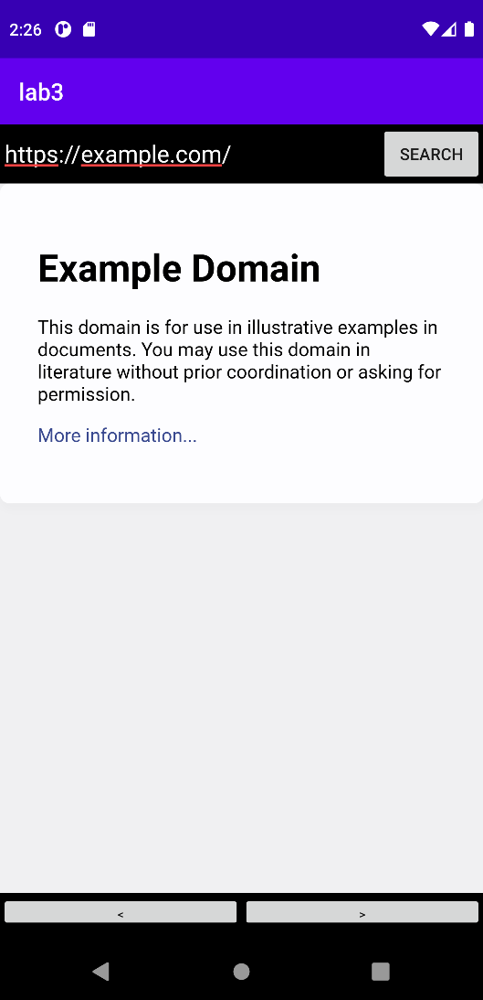 2:26
lab3
https://example.com/
SEARCH
Example Domain
This domain is for use in illustrative examples in
documents. You may use this domain in
literature without prior coordination or asking for
permission.
More information...
<
>